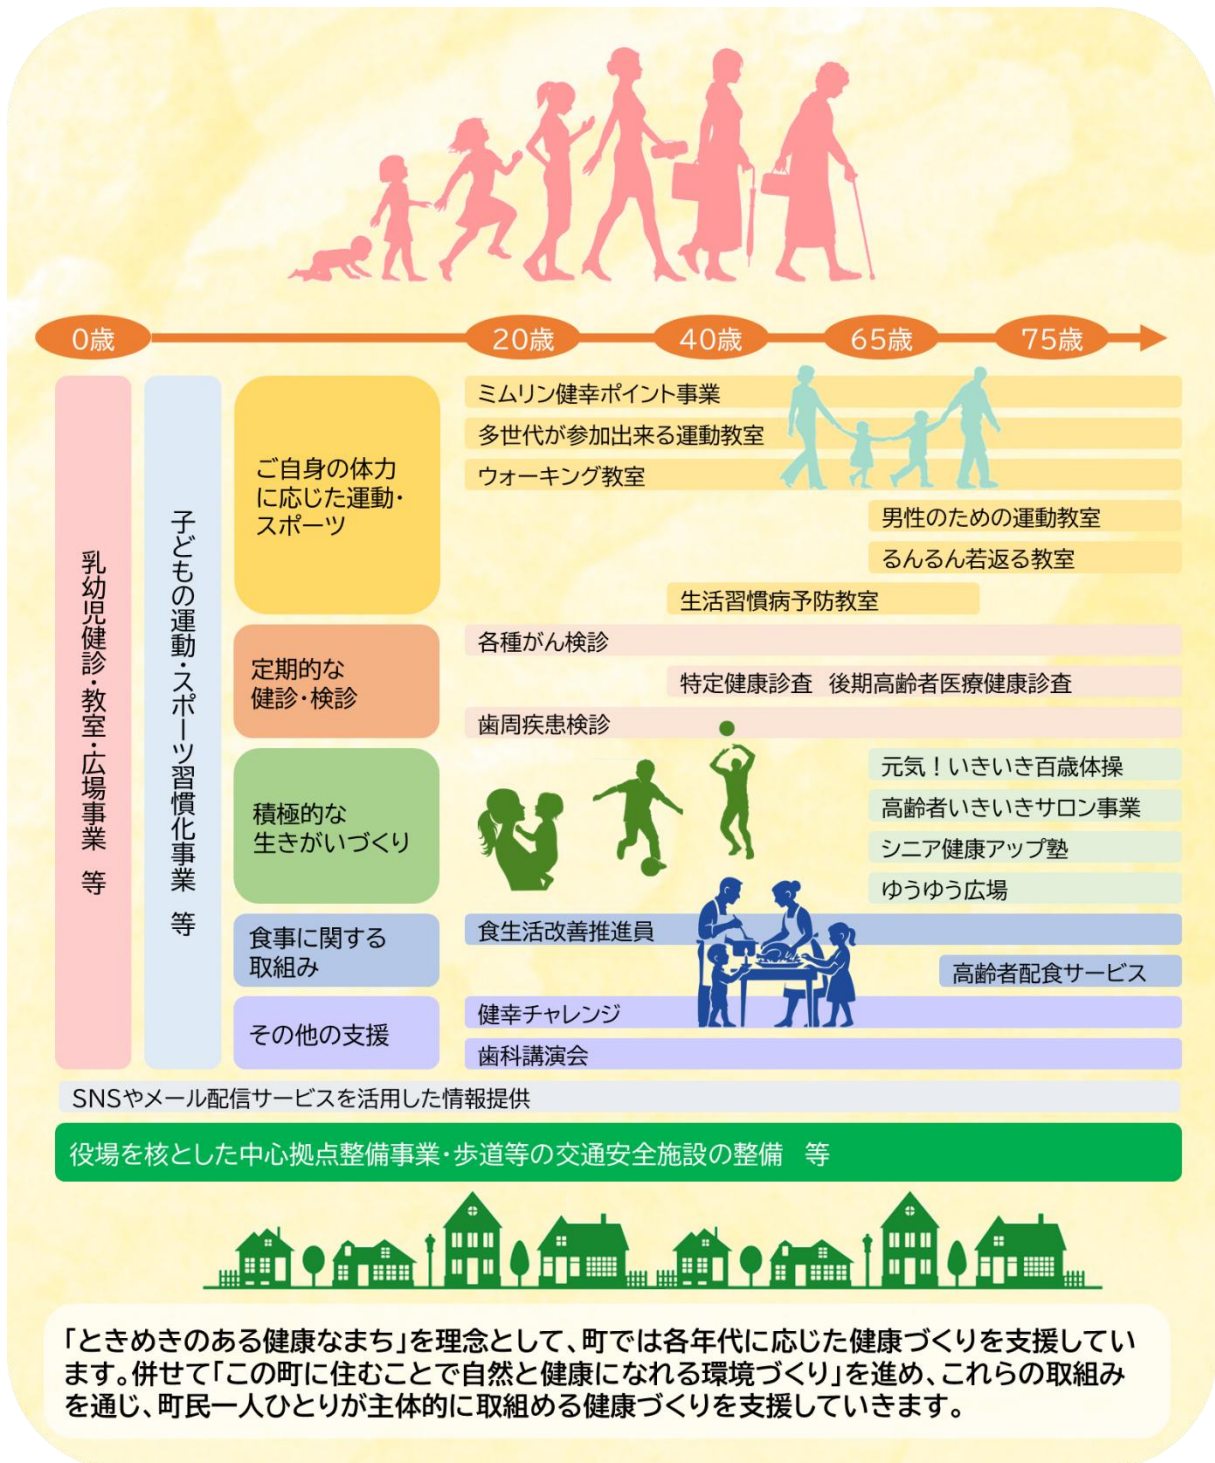 0歳
20歳
40歳
65歳
75歳
乳幼児健診・教室・広場事業　等
子どもの運動・スポーツ習慣化事業　等
ご自身の体力
に応じた運動・
スポーツ
ミムリン健幸ポイント事業
多世代が参加出来る運動教室
ウォーキング教室
男性のための運動教室
るんるん若返る教室
生活習慣病予防教室
定期的な
健診・検診
各種がん検診
特定健康診査　後期高齢者医療健康診査
歯周疾患検診
積極的な
生きがいづくり
元気！いきいき百歳体操
高齢者いきいきサロン事業
シニア健康アップ塾
ゆうゆう広場
食事に関する
取組み
食生活改善推進員
高齢者配食サービス
その他の支援
健幸チャレンジ
歯科講演会
SNSやメール配信サービスを活用した情報提供
役場を核とした中心拠点整備事業・歩道等の交通安全施設の整備　等
「ときめきのある健康なまち」を理念として、町では各年代に応じた健康づくりを支援してい
ます。併せて「この町に住むことで自然と健康になれる環境づくり」を進め、これらの取組み
を通じ、町民一人ひとりが主体的に取組める健康づくりを支援していきます。